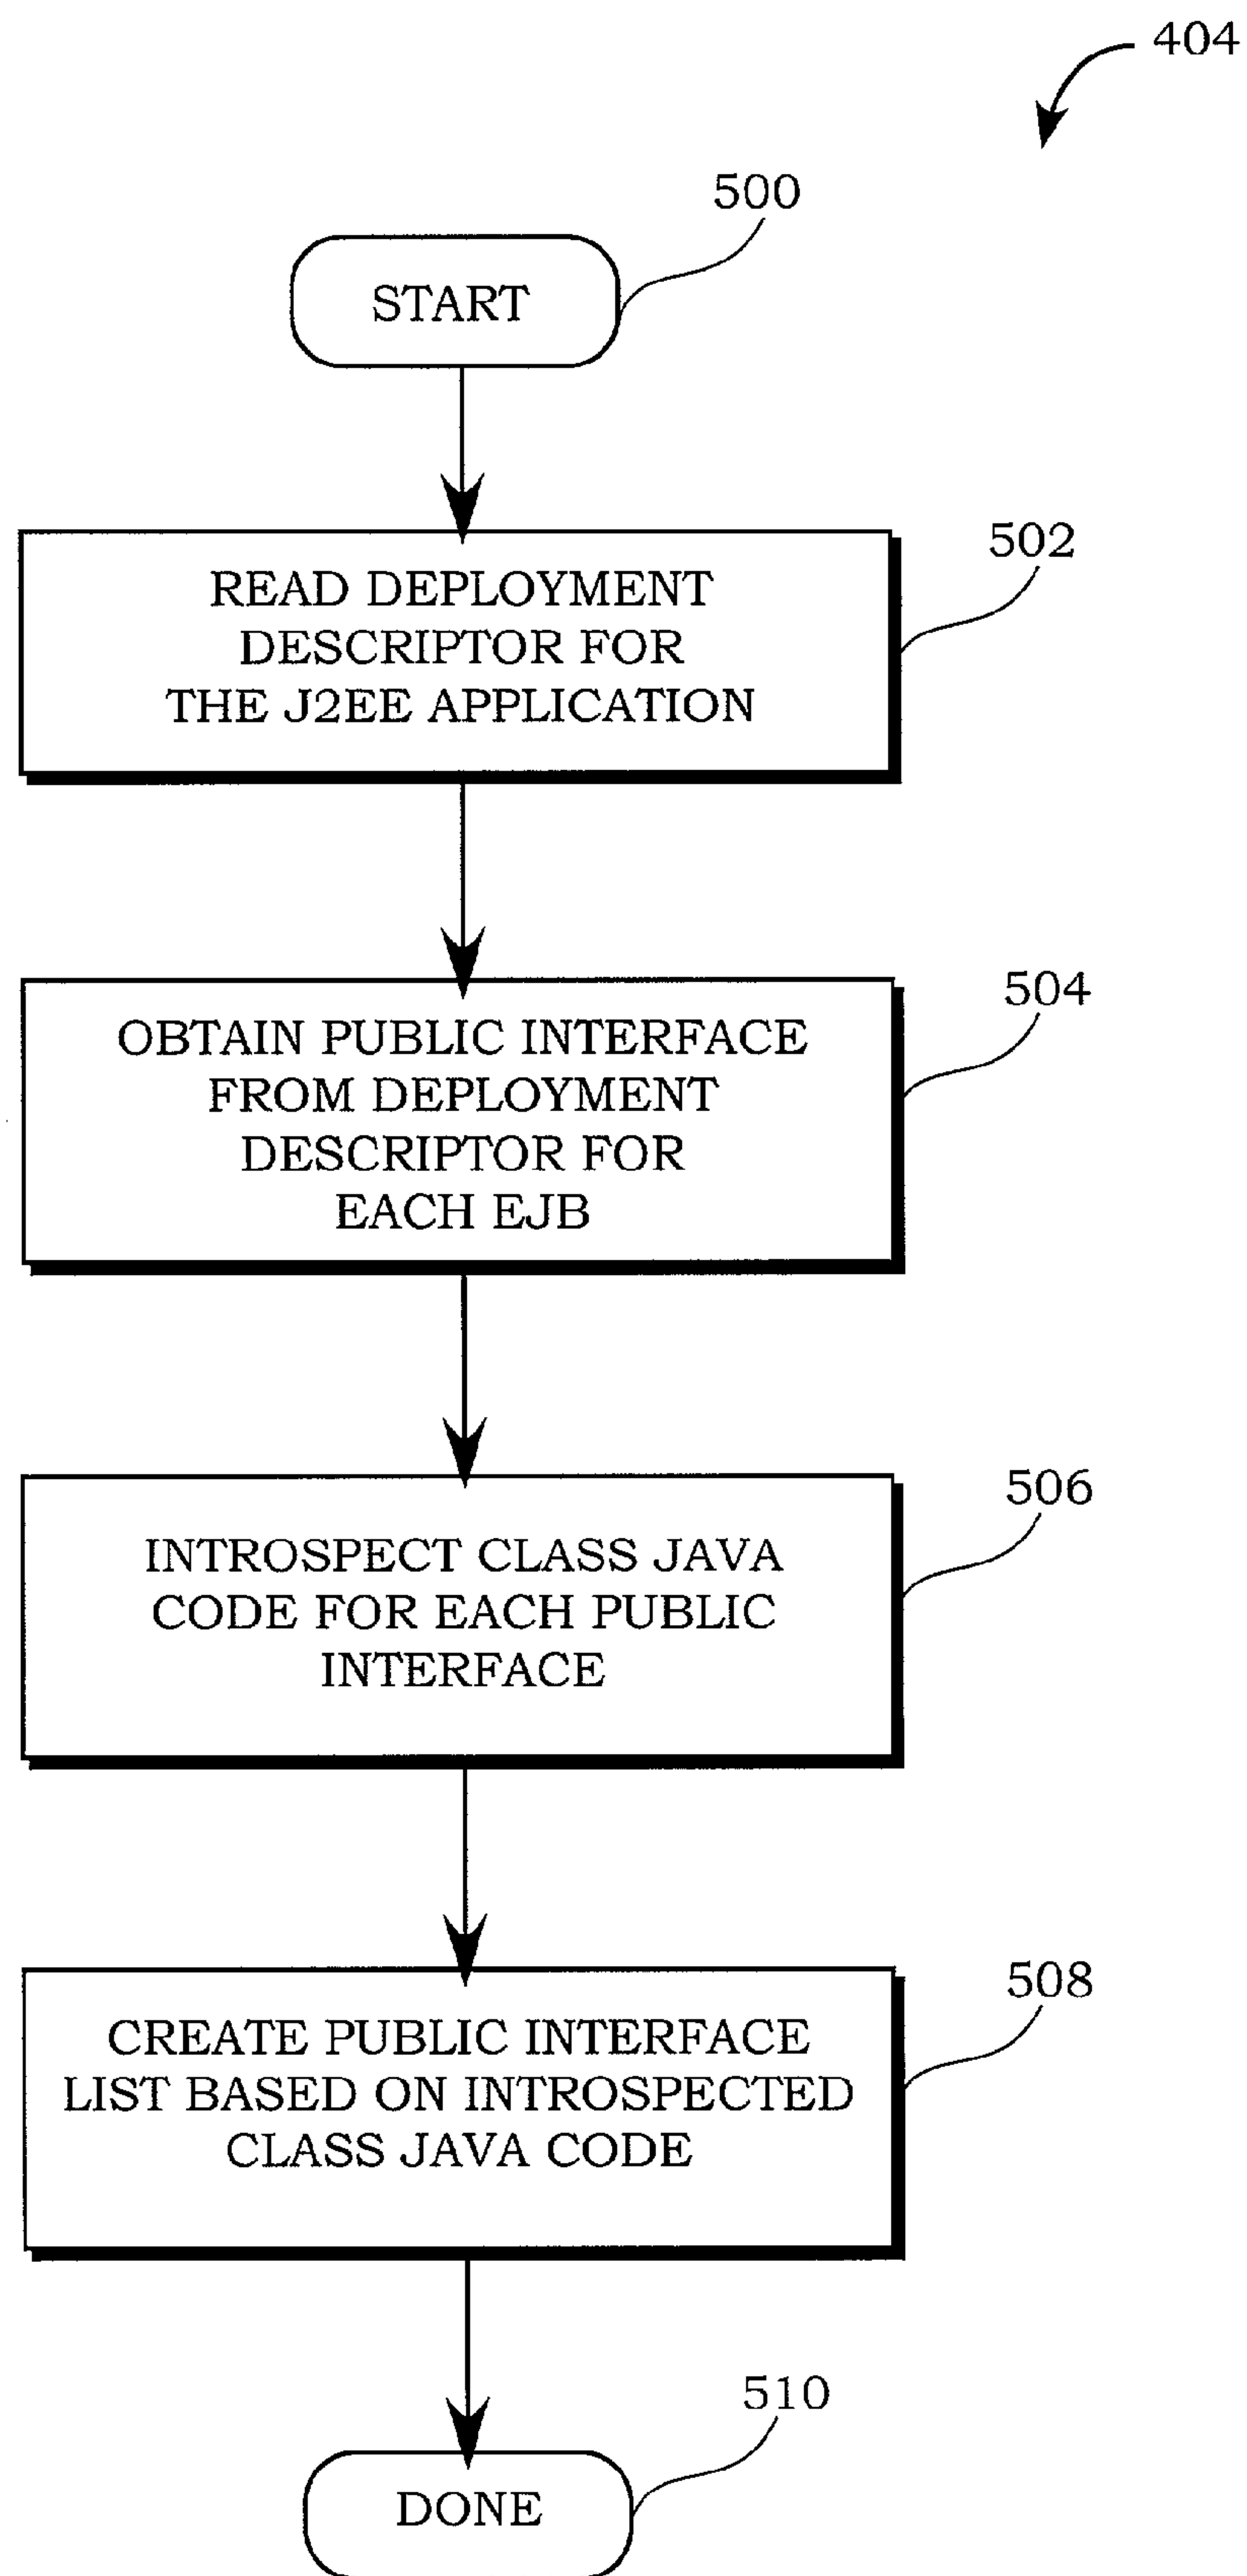 404
500
START
502
READ DEPLOYMENT
DESCRIPTOR FOR
THE J2EE APPLICATION
504
OBTAIN PUBLIC INTERFACE
FROM DEPLOYMENT
DESCRIPTOR FOR
EACH EJB
506
INTROSPECT CLASS JAVA
CODE FOR EACH PUBLIC
INTERFACE
508
CREATE PUBLIC INTERFACE
LIST BASED ON INTROSPECTED
CLASS JAVA CODE
510
DONE